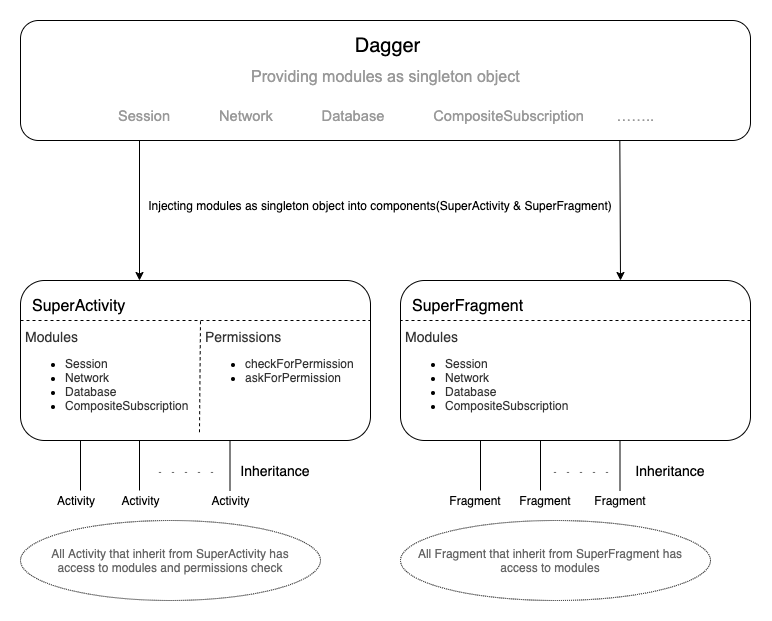 Dagger
Providing modules as singleton object
Session Network Database CompositeSubscription ........
Injecting modules as singleton object into components(SuperActivity & SuperFragment)
SuperActivity
Modules
• Session
• Network
• Database
• CompositeSubscription
Permissions
• checkForPermission
• askForPermission
SuperFragment
Modules
• Session
• Network
• Database
• CompositeSubscription
- - - - - Inheritance
Activity Activity Activity
- - - - - Inheritance
Fragment Fragment Fragment
All Activity that inherit from SuperActivity has
access to modules and permissions check
All Fragment that inherit from SuperFragment has
access to modules